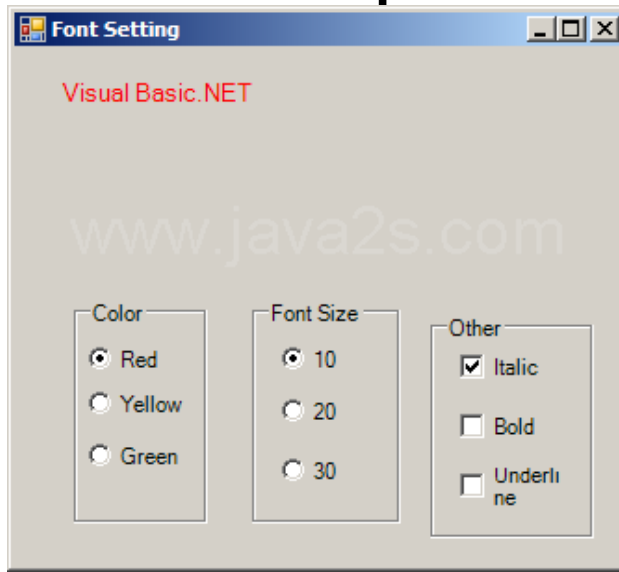 Font Setting
Visual Basic.NET
www.java2s.com
Color
Red
Yellow
Green
Font Size
10
20
30
Other
Italic
Bold
Underli
ne